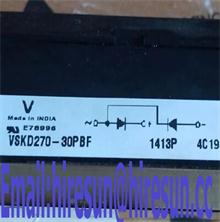 V
Made in INDIA
E78996
VSKD270-30PBF
1413P 4C19
Email:hiresun@hiresun.cc